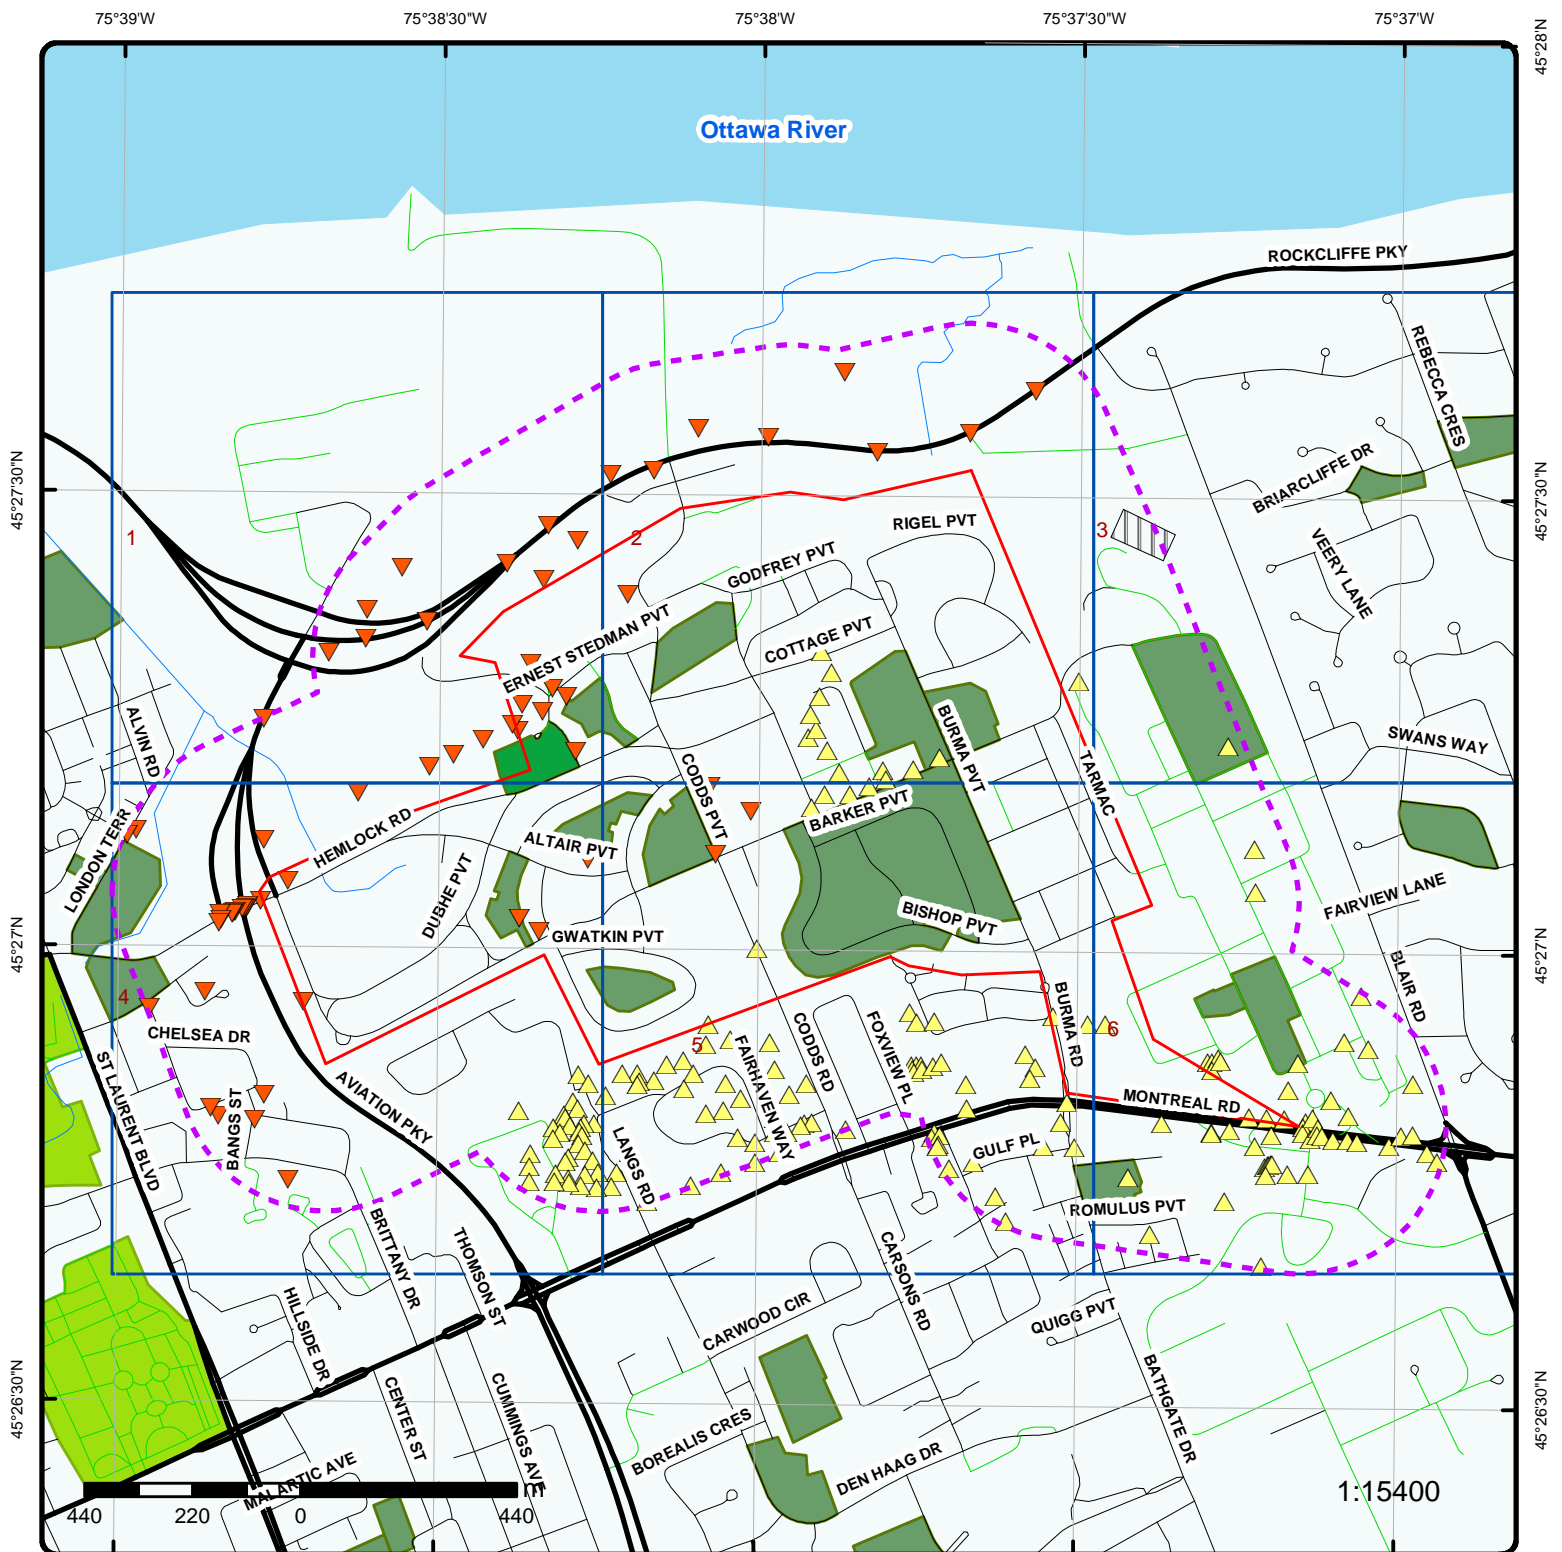 75°39'W
75°38'30"W
75°38'W
75°37'30"W
75°37'W
45°28'N
Ottawa River
ROCKCLIFFE PKY
REBECCA CRES
BRIARCLIFFE DR
45°27'30"N
45°27'30"N
1
2
3
RIGEL PVT
GODFREY PVT
VEERY LANE
COTTAGE PVT
ERNEST STEDMAN PVT
ALVIN RD
BURMA PVT
SWANS WAY
CODDS PVT
TARMAC
LONDON TERR
HEMLOCK RD
BARKER PVT
ALTAIR PVT
DUBHE PVT
FAIRVIEW LANE
BISHOP PVT
GWATKIN PVT
45°27'N
45°27'N
BLAIR RD
4
5
6
CHELSEA DR
BURMA RD
CODDS RD
FOXVIEW PL
FAIRHAVEN WAY
ST LAURENT BLVD
AVIATION PKY
MONTREAL RD
BANGS ST
LANGS RD
GULF PL
ROMULUS PVT
BRITTANY DR
THOMSON ST
CARSONS RD
HILLSIDE DR
CARWOOD CIR
QUIGG PVT
BATHGATE DR
45°26'30"N
45°26'30"N
CENTER ST
CUMMINGS AVE
BOREALIS CRES
DEN HAAG DR
MALARTIC AVE
m
1:15400
440
220
0
440